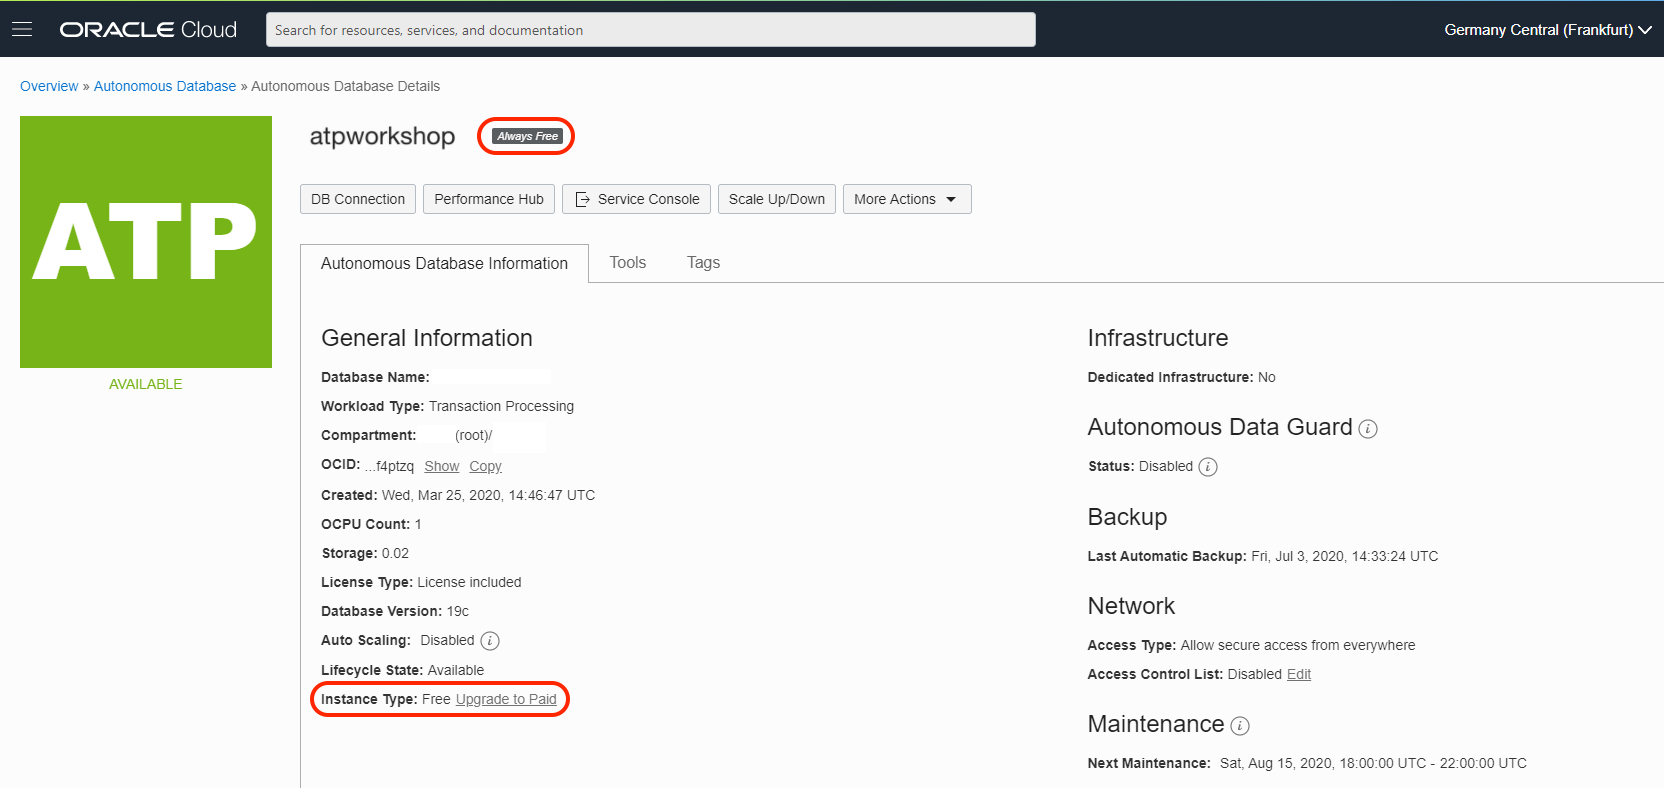 ORACLE Cloud
Search for resources, services, and documentation
Germany Central (Frankfurt)
Overview » Autonomous Database » Autonomous Database Details
ATP
AVAILABLE
atpworkshop
Always Free
DB Connection
Performance Hub
Service Console
Scale Up/Down
More Actions
Autonomous Database Information
Tools
Tags
General Information
Database Name:
Workload Type: Transaction Processing
Compartment: (root)/
OCID: ...f4ptzq Show Copy
Created: Wed, Mar 25, 2020, 14:46:47 UTC
OCPU Count: 1
Storage: 0.02
License Type: License included
Database Version: 19c
Auto Scaling: Disabled i
Lifecycle State: Available
Instance Type: Free Upgrade to Paid
Infrastructure
Dedicated Infrastructure: No
Autonomous Data Guard i
Status: Disabled i
Backup
Last Automatic Backup: Fri, Jul 3, 2020, 14:33:24 UTC
Network
Access Type: Allow secure access from everywhere
Access Control List: Disabled Edit
Maintenance i
Next Maintenance: Sat, Aug 15, 2020, 18:00:00 UTC - 22:00:00 UTC